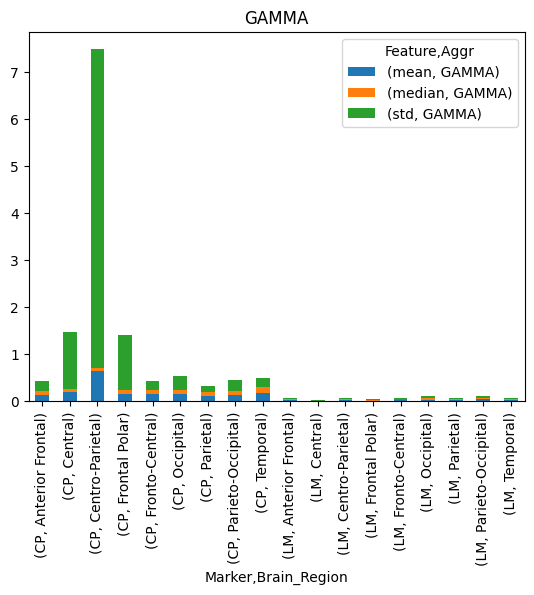 GAMMA
Feature,Aggr
(mean, GAMMA)
(median, GAMMA)
(std, GAMMA)
7
6
5
4
3
2
1
0
(CP, Anterior Frontal)
(CP, Central)
(CP, Centro-Parietal)
(CP, Frontal Polar)
(CP, Fronto-Central)
(CP, Occipital)
(CP, Parietal)
(CP, Parieto-Occipital)
(CP, Temporal)
(LM, Anterior Frontal)
(LM, Central)
(LM, Centro-Parietal)
(LM, Frontal Polar)
(LM, Fronto-Central)
(LM, Occipital)
(LM, Parietal)
(LM, Parieto-Occipital)
(LM, Temporal)
Marker,Brain_Region